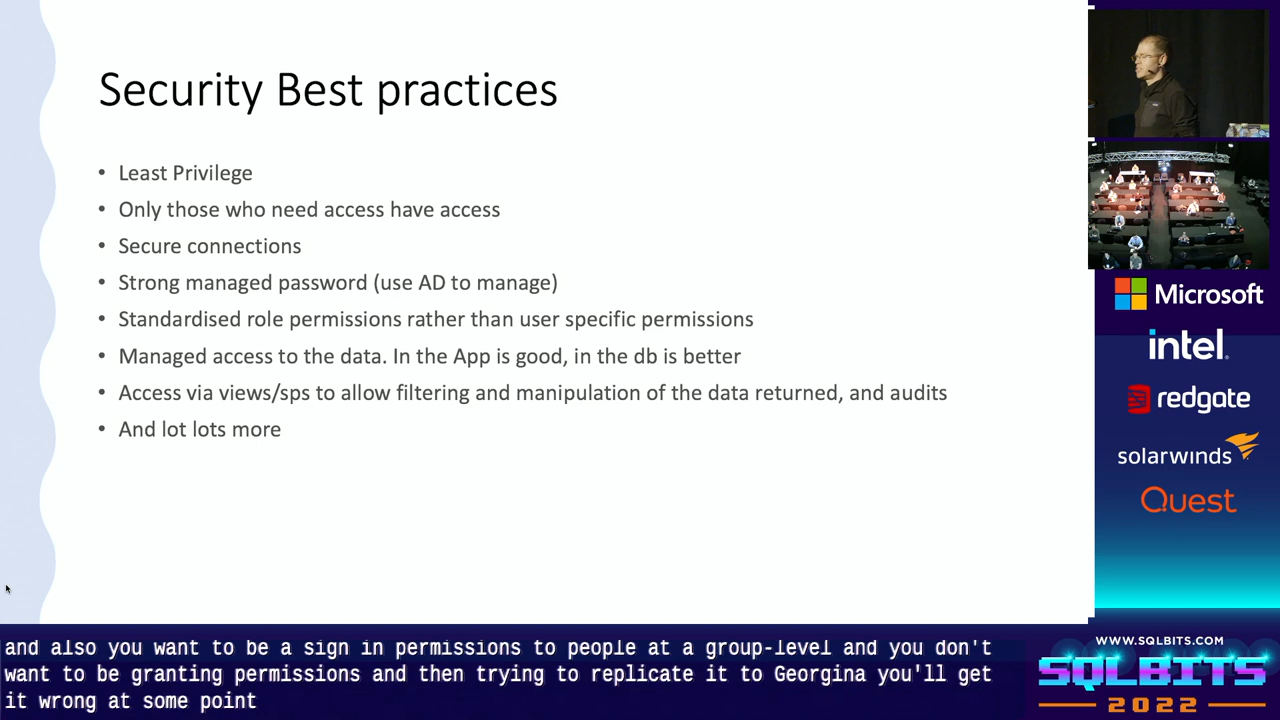 Security Best practices
• Least Privilege
• Only those who need access have access
• Secure connections
• Strong managed password (use AD to manage)
• Standardised role permissions rather than user specific permissions
• Managed access to the data. In the App is good, in the db is better
• Access via views/sps to allow filtering and manipulation of the data returned, and audits
• And lot lots more
Microsoft
intel.
redgate
solarwinds
Quest
and also you want to be a sign in permissions to people at a group-level and you don't
want to be granting permissions and then trying to replicate it to Georgina you'll get
it wrong at some point
WWW.SQLBITS.COM
SQLBITS
2022